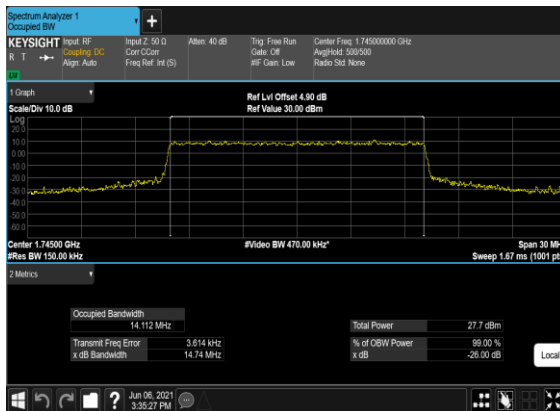 Spectrum Analyzer 1
Occupied BW
+
KEYSIGHT Input: RF Input Z: 50 Ω Atten: 40 dB Trig: Free Run Center Freq: 1.745000000 GHz
R T Coupling: DC Corr CCorr Gate: Off Avg|Hold: 500/500
Align: Auto Freq Ref: Int (S) #IF Gain: Low Radio Std: None
LXI
1 Graph
Ref Lvl Offset 4.90 dB
Scale/Div 10.0 dB Ref Value 30.00 dBm
Log
20.0
10.0
0.00
-10.0
-20.0
-30.0
-40.0
-50.0
-60.0
Center 1.74500 GHz #Video BW 470.00 kHz* Span 30 MH
#Res BW 150.00 kHz Sweep 1.67 ms (1001 pts
2 Metrics
Occupied Bandwidth
14.112 MHz Total Power 27.7 dBm
Transmit Freq Error 3.614 kHz % of OBW Power 99.00 %
x dB Bandwidth 14.74 MHz x dB -26.00 dB
Local
? Jun 06, 2021
3:35:27 PM